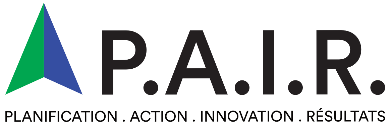 P.A.I.R.
PLANIFICATION . ACTION . INNOVATION . RÉSULTATS